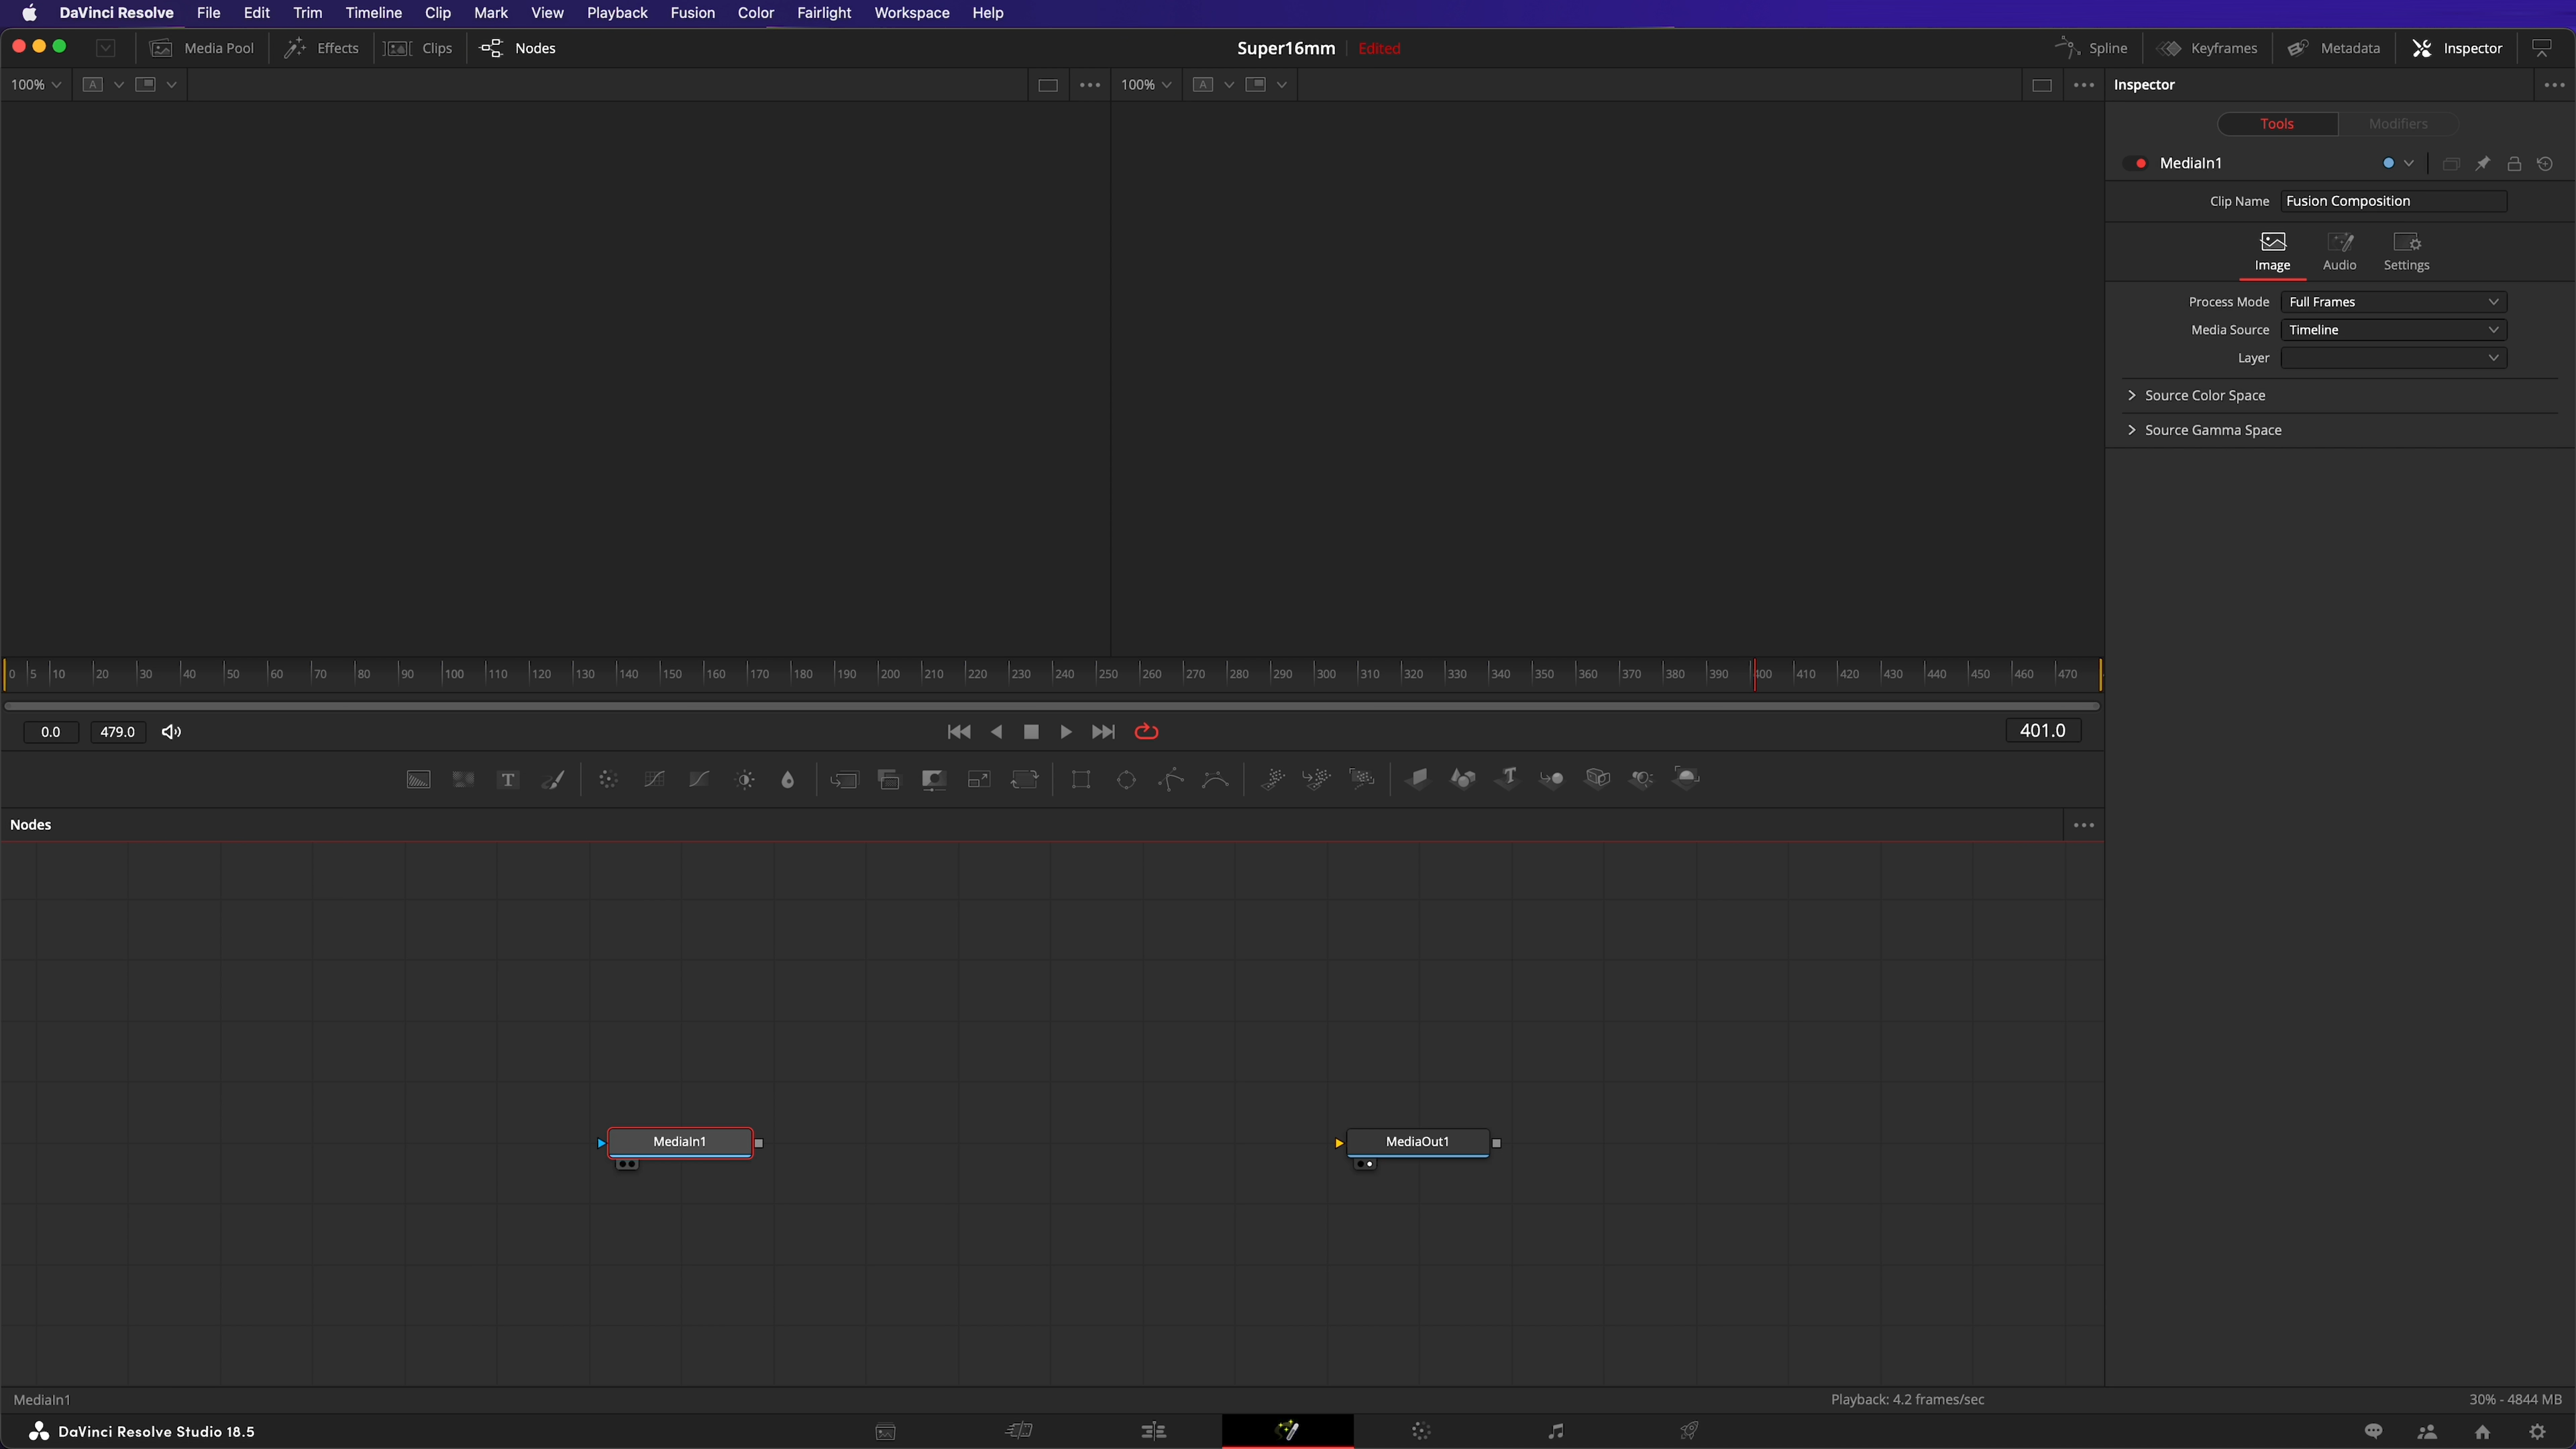 DaVinci Resolve File Edit Trim Timeline Clip Mark View Playback Fusion Color Fairlight Workspace Help
Media Pool Effects Clips Nodes Super16mm Edited Spline Keyframes Metadata Inspector
100% A 100% A Inspector
Tools Modifiers
MediaIn1
Clip Name Fusion Composition
Image Audio Settings
Process Mode Full Frames
Media Source Timeline
Layer
Source Color Space
Source Gamma Space
0 5 10 20 30 40 50 60 70 80 90 100 110 120 130 140 150 160 170 180 190 200 210 220 230 240 250 260 270 280 290 300 310 320 330 340 350 360 370 380 390 400 410 420 430 440 450 460 470
0.0 479.0 401.0
T T
Nodes
MediaIn1 MediaOut1
MediaIn1 Playback: 4.2 frames/sec 30% - 4844 MB
DaVinci Resolve Studio 18.5